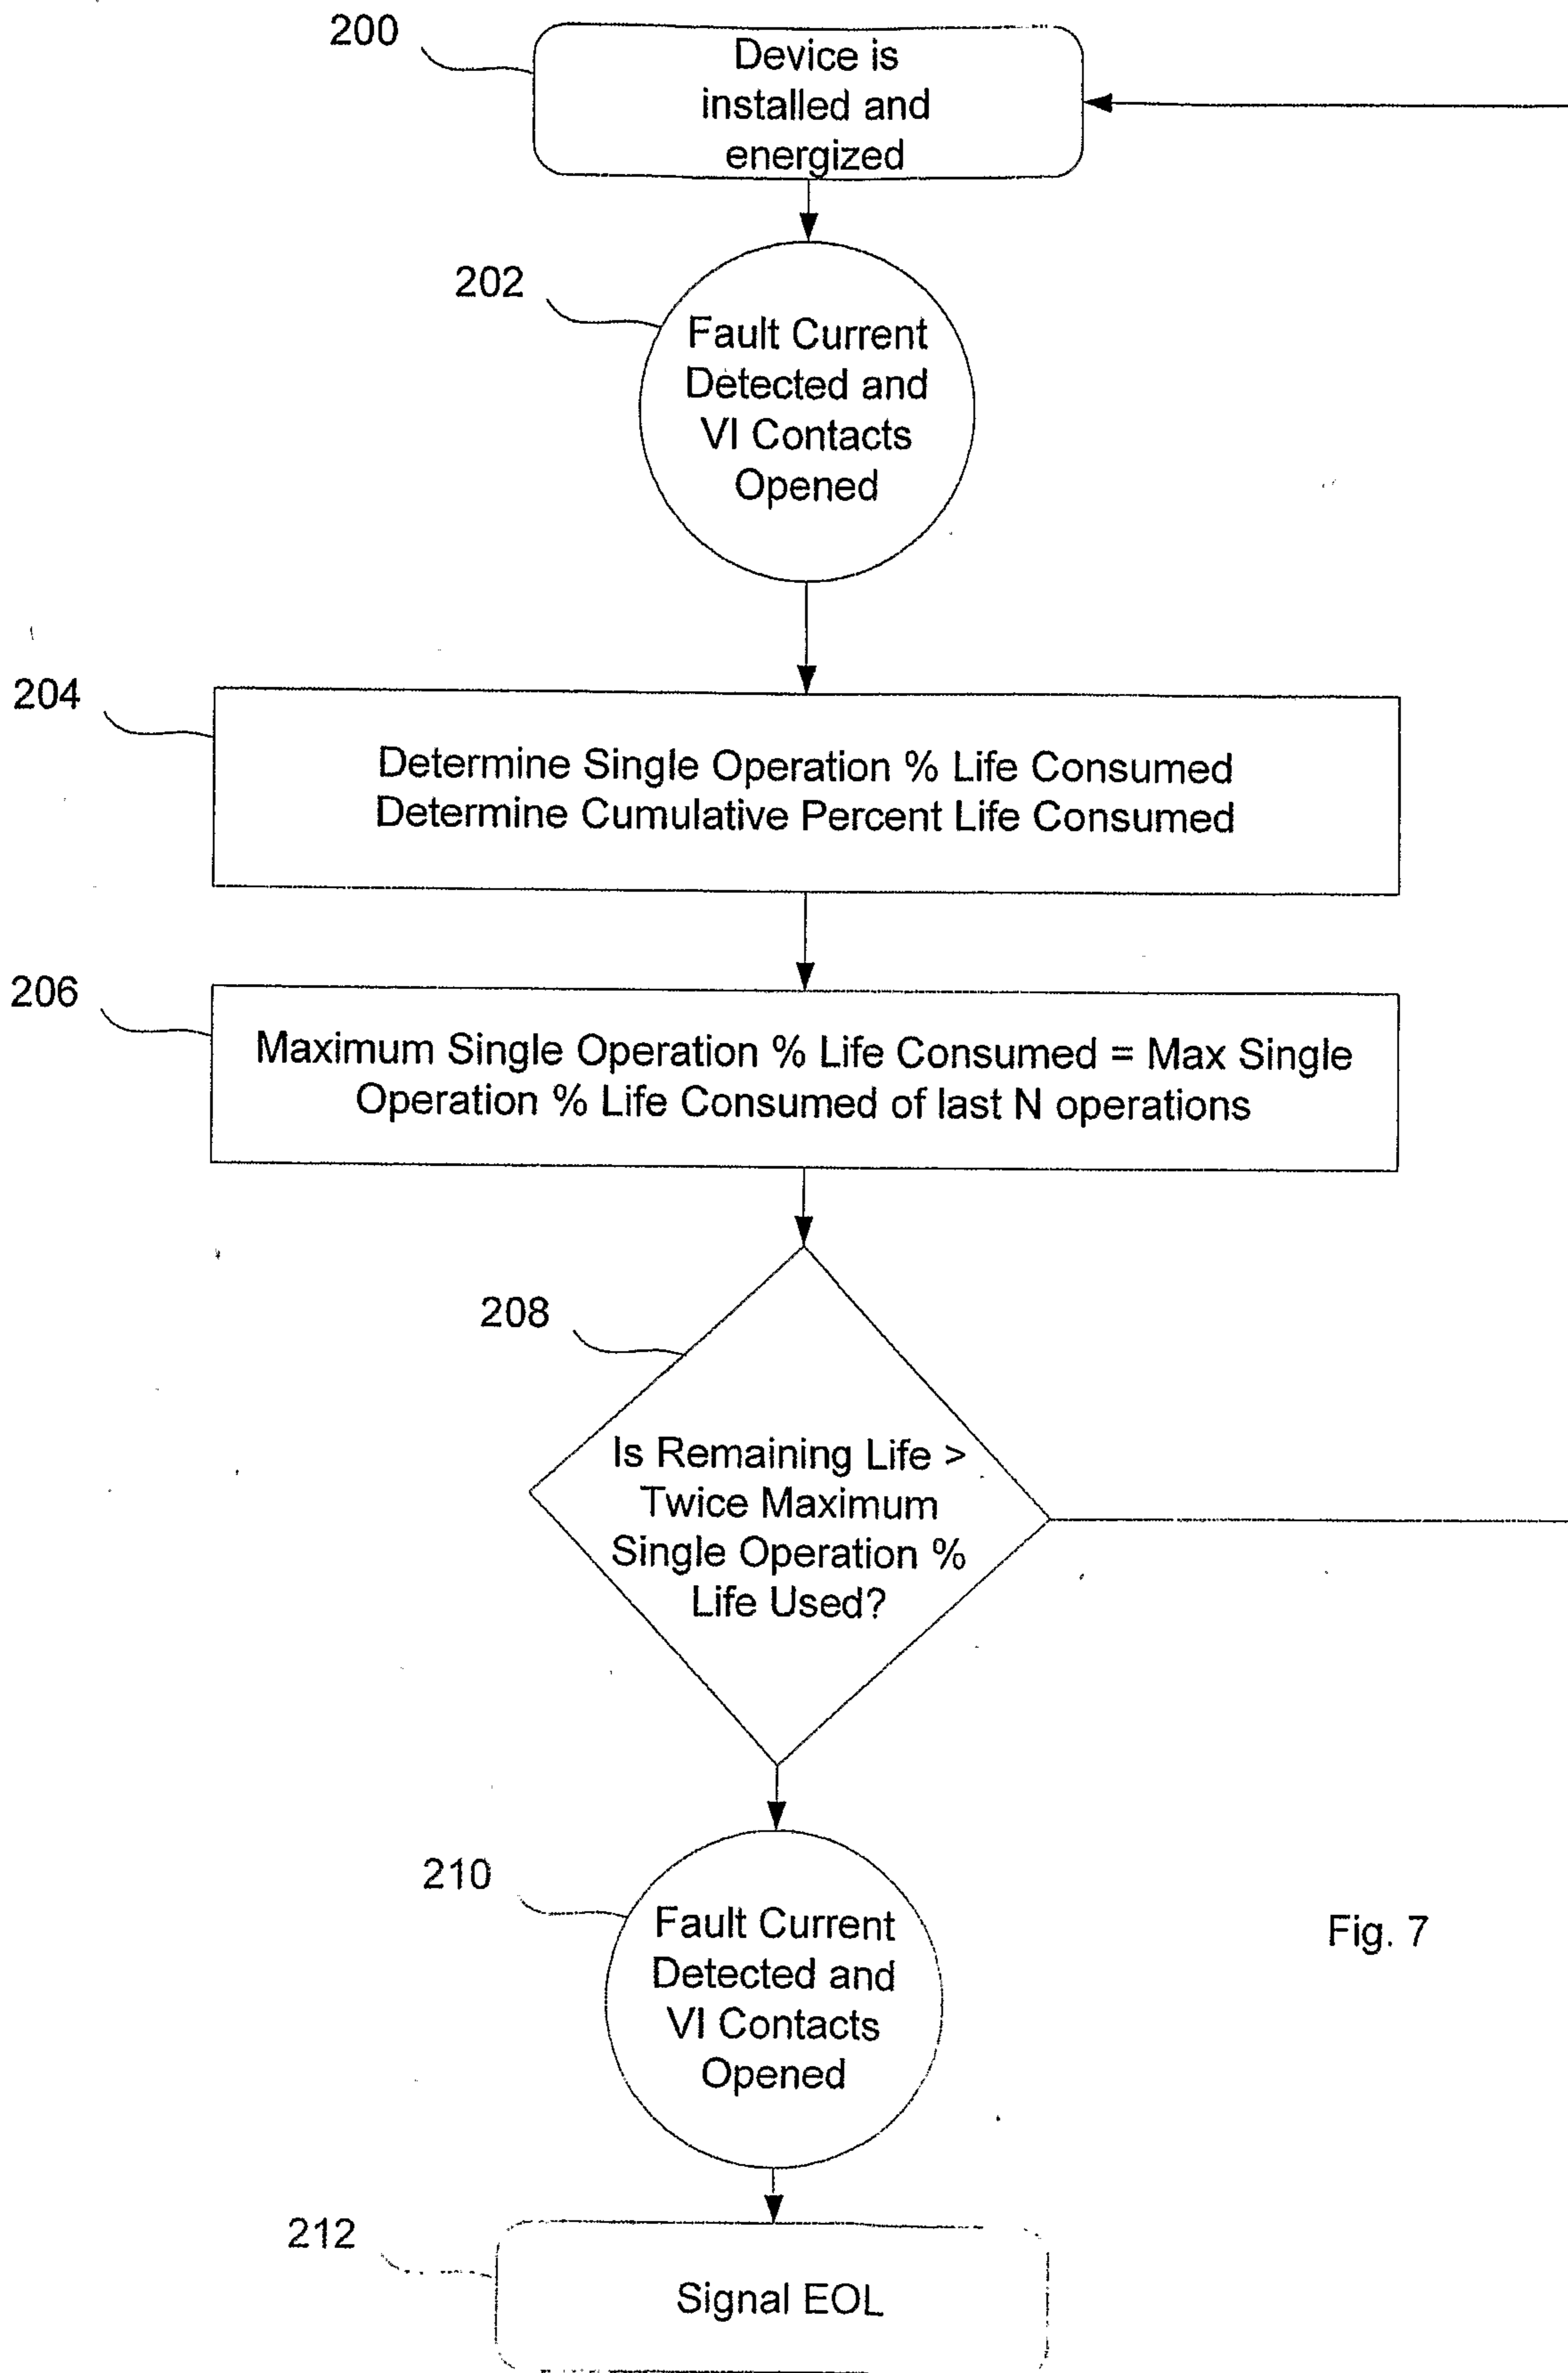 200
Device is
installed and
energized
202
Fault Current
Detected and
VI Contacts
Opened
204
Determine Single Operation % Life Consumed
Determine Cumulative Percent Life Consumed
206
Maximum Single Operation % Life Consumed = Max Single
Operation % Life Consumed of last N operations
208
Is Remaining Life >
Twice Maximum
Single Operation %
Life Used?
210
Fault Current
Detected and
VI Contacts
Opened
Fig. 7
212
Signal EOL